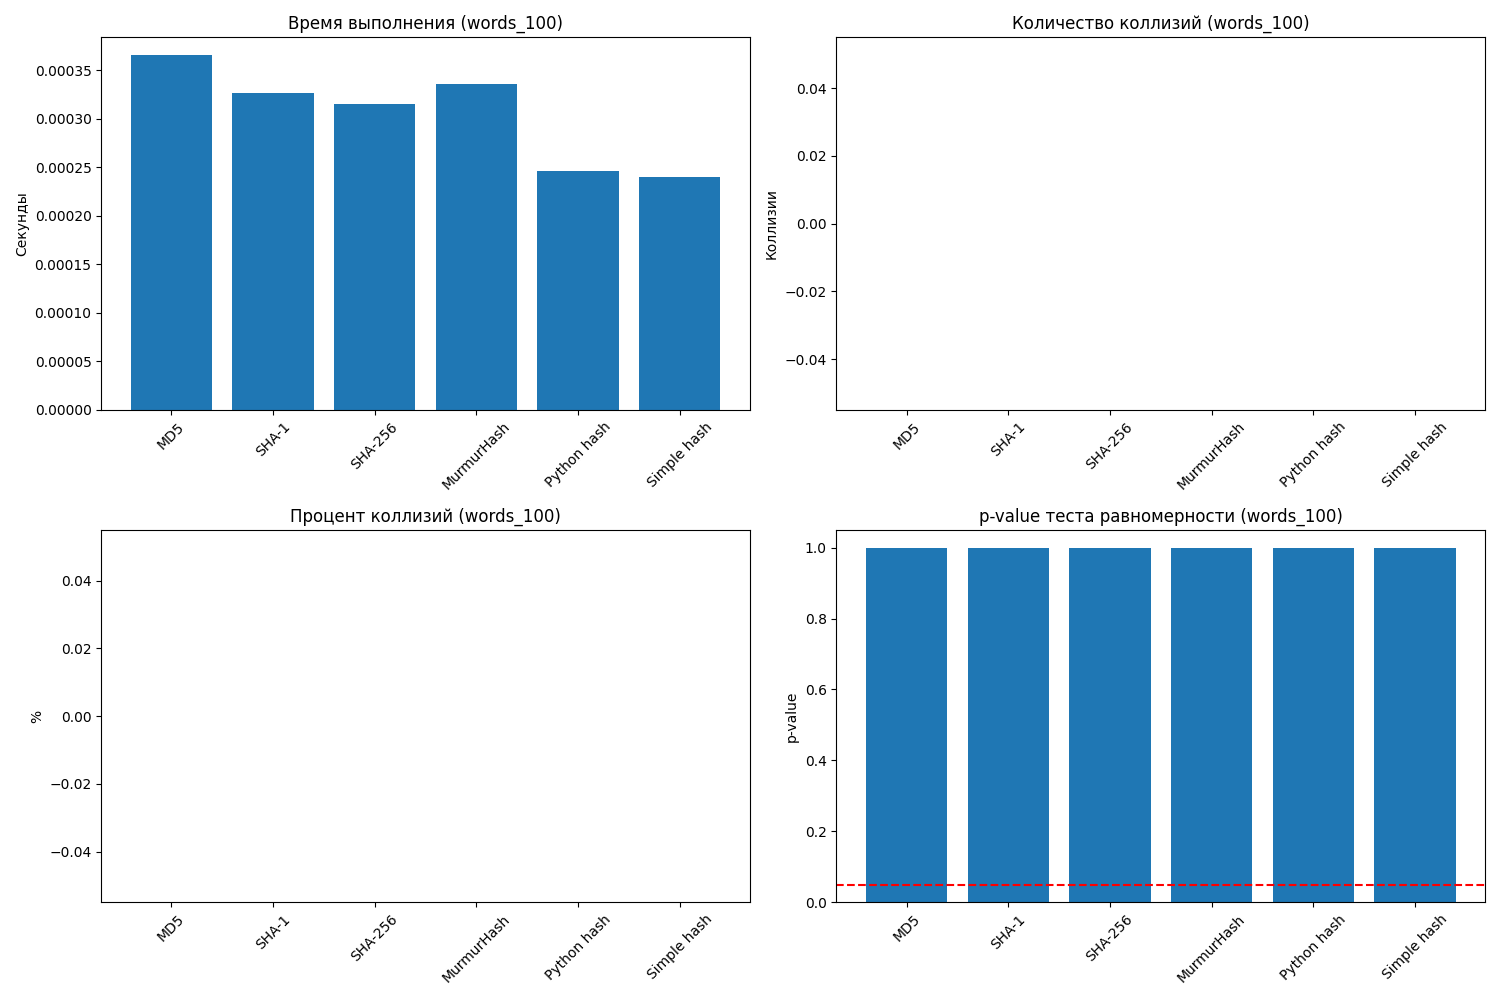 Время выполнения (words_100)
Секунды
0.00035
0.00030
0.00025
0.00020
0.00015
0.00010
0.00005
0.00000
MD5
SHA-1
SHA-256
MurmurHash
Python hash
Simple hash
Количество коллизий (words_100)
Коллизии
0.04
0.02
0.00
−0.02
−0.04
MD5
SHA-1
SHA-256
MurmurHash
Python hash
Simple hash
Процент коллизий (words_100)
%
0.04
0.02
0.00
−0.02
−0.04
MD5
SHA-1
SHA-256
MurmurHash
Python hash
Simple hash
p-value теста равномерности (words_100)
p-value
1.0
0.8
0.6
0.4
0.2
0.0
MD5
SHA-1
SHA-256
MurmurHash
Python hash
Simple hash